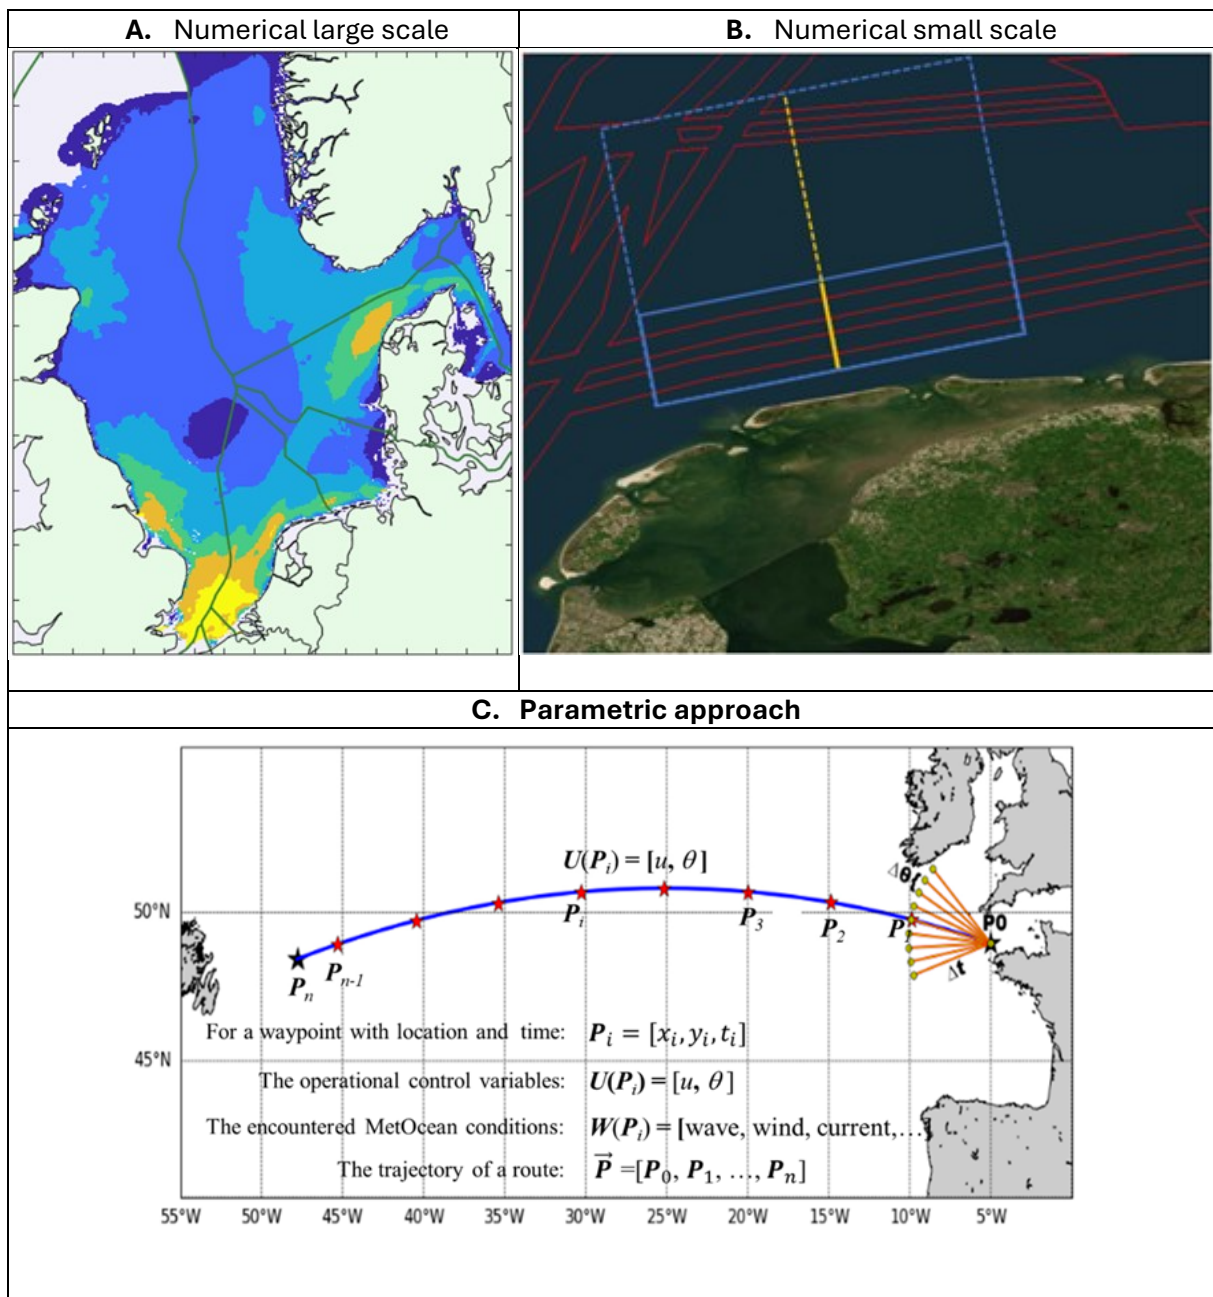 A. Numerical large scale
B. Numerical small scale
C. Parametric approach
U(Pᵢ) = [u, θ]
Δθ
50°N
Pᵢ
P₃
P₂
P₁
P0
Δt
Pₙ
Pₙ₋₁
For a waypoint with location and time: Pᵢ = [xᵢ, yᵢ, tᵢ]
45°N
The operational control variables: U(Pᵢ) = [u, θ]
The encountered MetOcean conditions: W(Pᵢ) = [wave, wind, current,…]
The trajectory of a route: P⃗ =[P₀, P₁, …, Pₙ]
55°W 50°W 45°W 40°W 35°W 30°W 25°W 20°W 15°W 10°W 5°W